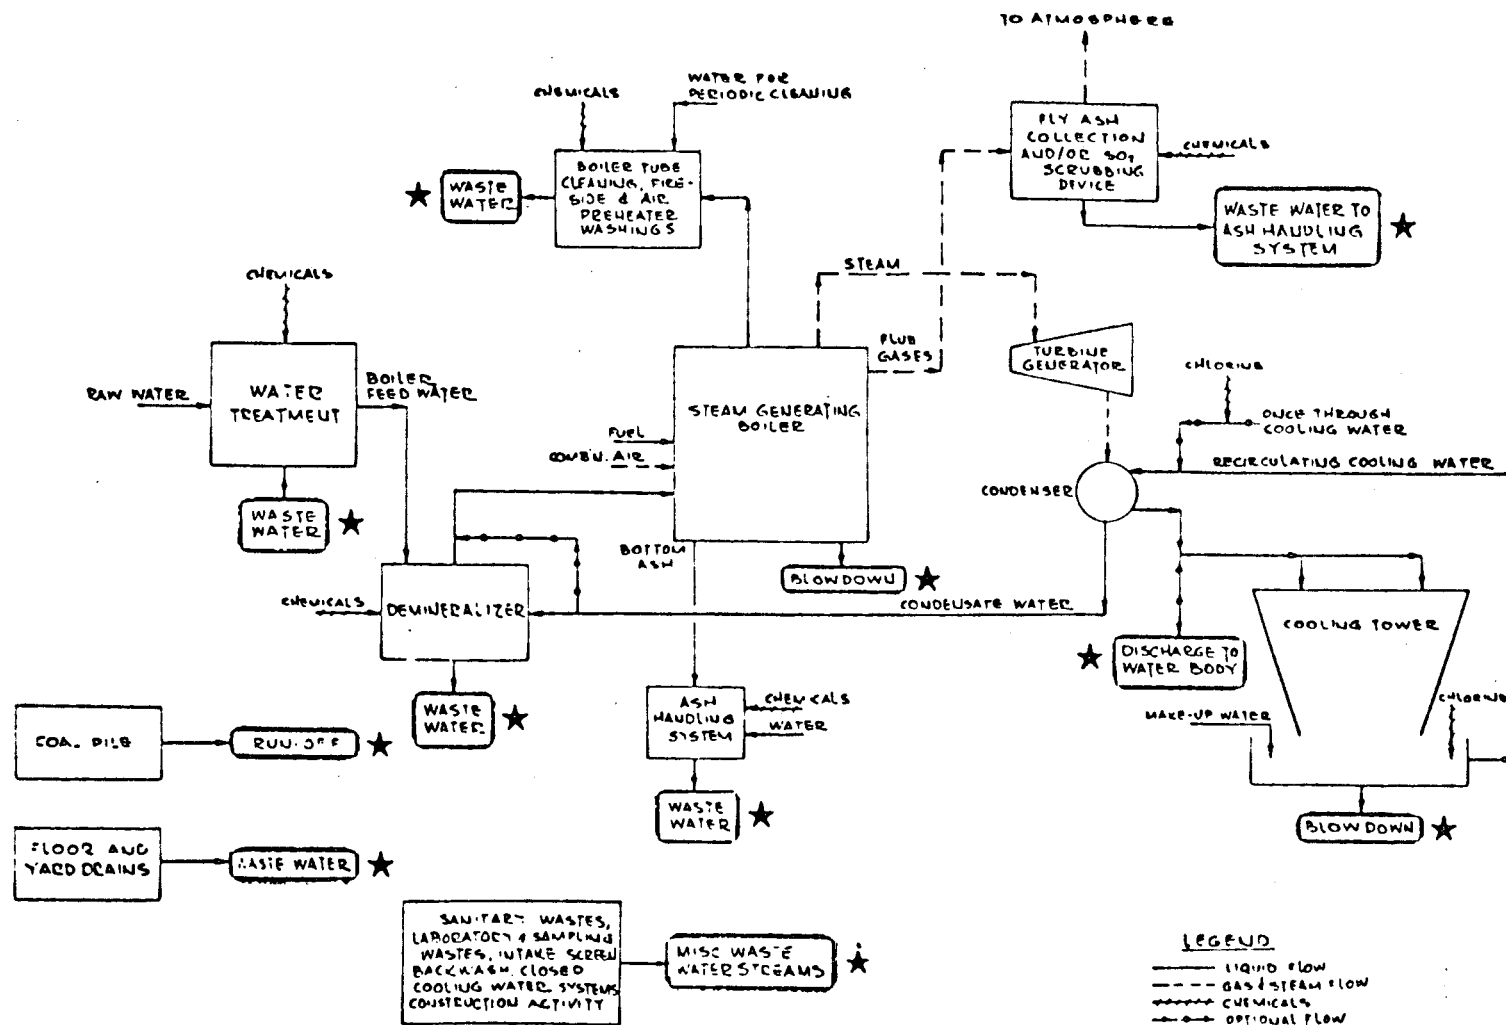 TO ATMOSPHERE
CHEMICALS
WATER FOR
PERIODIC CLEANING
BOILER TUBE
CLEANING, FIRE-
SIDE & AIR
PREHEATER
WASHINGS
WASTE
WATER
FLY ASH
COLLECTION
AND/OR SO2
SCRUBBING
DEVICE
CHEMICALS
WASTE WATER TO
ASH HANDLING
SYSTEM
CHEMICALS
STEAM
FLUE
GASES
TURBINE
GENERATOR
RAW WATER
WATER
TREATMENT
BOILER
FEED WATER
STEAM GENERATING
BOILER
FUEL
COMBN. AIR
CHLORINE
ONCE THROUGH
COOLING WATER
RECIRCULATING COOLING WATER
CONDENSER
WASTE
WATER
BOTTOM
ASH
BLOWDOWN
CHEMICALS
DEMINERALIZER
CONDENSATE WATER
COOLING TOWER
DISCHARGE TO
WATER BODY
WASTE
WATER
ASH
HANDLING
SYSTEM
CHEMICALS
WATER
MAKE-UP WATER
CHLORINE
COAL PILE
RUN-OFF
WASTE
WATER
BLOWDOWN
FLOOR AND
YARD DRAINS
WASTE WATER
SANITARY WASTES,
LABORATORY & SAMPLING
WASTES, INTAKE SCREEN
BACKWASH, CLOSED
COOLING WATER SYSTEMS
CONSTRUCTION ACTIVITY
MISC WASTE
WATER STREAMS
LEGEND
LIQUID FLOW
GAS & STEAM FLOW
CHEMICALS
OPTIONAL FLOW